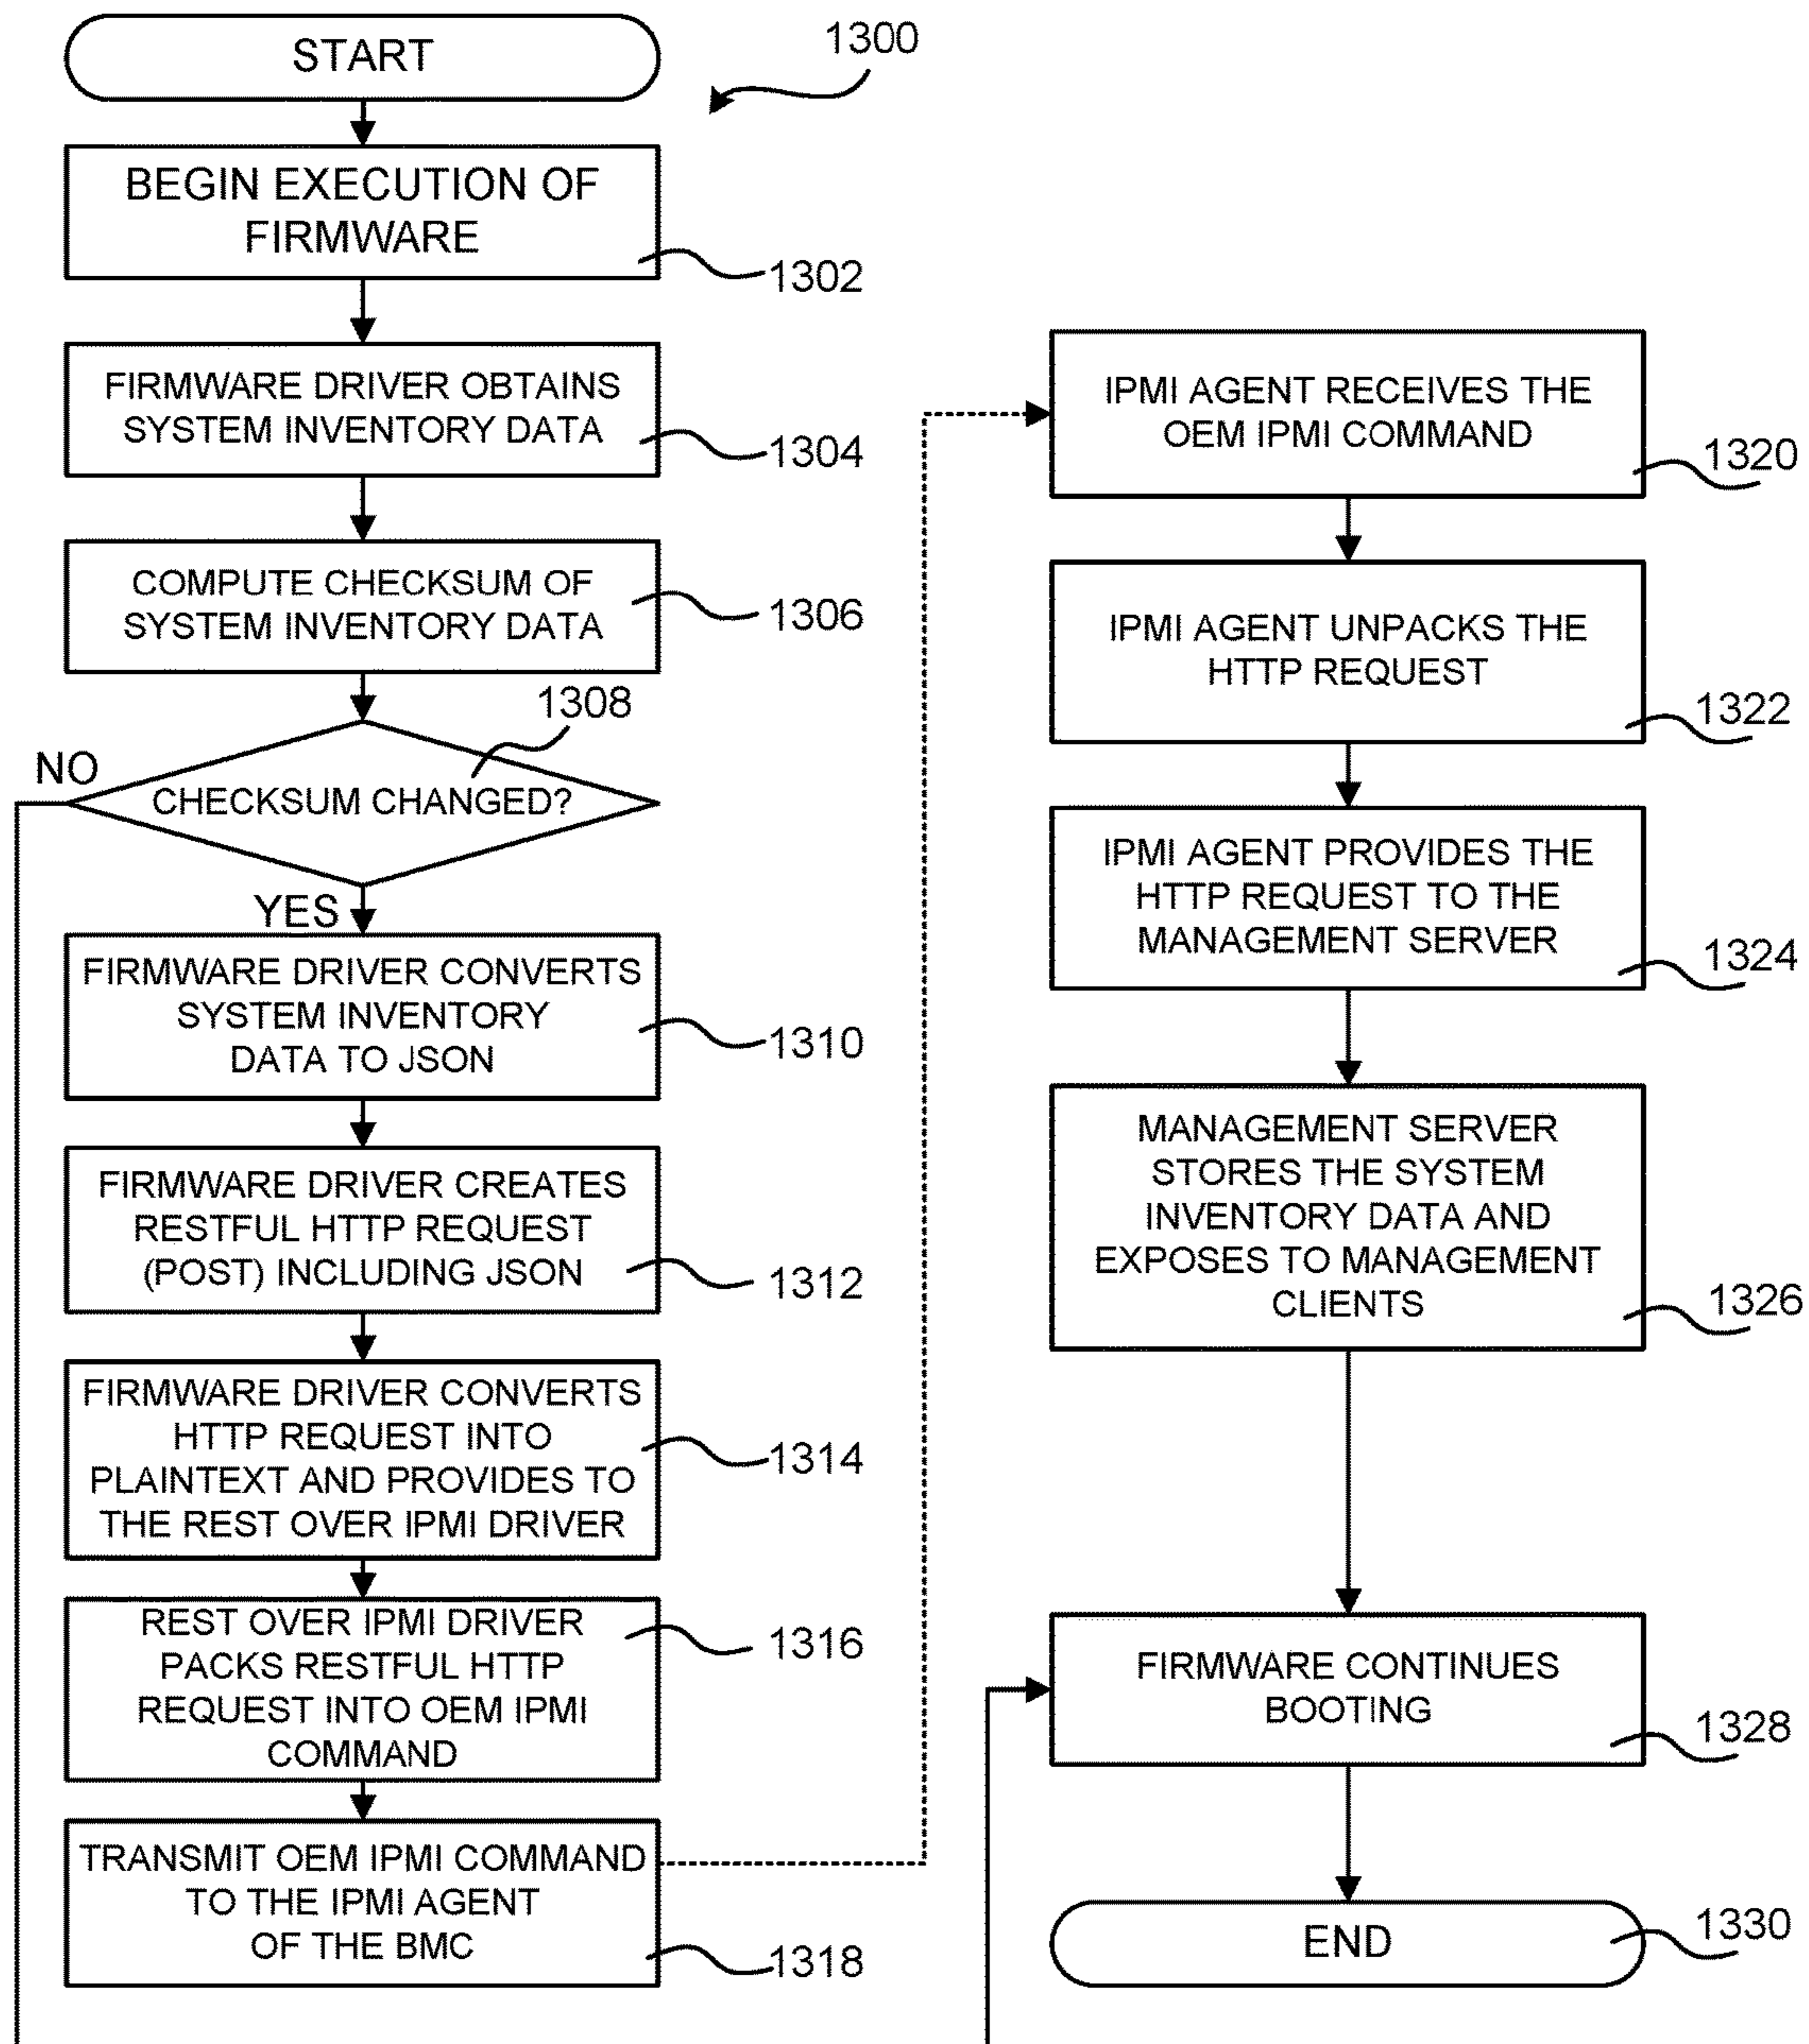 START
1300
BEGIN EXECUTION OF
FIRMWARE
1302
FIRMWARE DRIVER OBTAINS
SYSTEM INVENTORY DATA
1304
COMPUTE CHECKSUM OF
SYSTEM INVENTORY DATA
1306
1308
NO
CHECKSUM CHANGED?
YES
FIRMWARE DRIVER CONVERTS
SYSTEM INVENTORY
DATA TO JSON
1310
FIRMWARE DRIVER CREATES
RESTFUL HTTP REQUEST
(POST) INCLUDING JSON
1312
FIRMWARE DRIVER CONVERTS
HTTP REQUEST INTO
PLAINTEXT AND PROVIDES TO
THE REST OVER IPMI DRIVER
1314
REST OVER IPMI DRIVER
PACKS RESTFUL HTTP
REQUEST INTO OEM IPMI
COMMAND
1316
TRANSMIT OEM IPMI COMMAND
TO THE IPMI AGENT
OF THE BMC
1318
IPMI AGENT RECEIVES THE
OEM IPMI COMMAND
1320
IPMI AGENT UNPACKS THE
HTTP REQUEST
1322
IPMI AGENT PROVIDES THE
HTTP REQUEST TO THE
MANAGEMENT SERVER
1324
MANAGEMENT SERVER
STORES THE SYSTEM
INVENTORY DATA AND
EXPOSES TO MANAGEMENT
CLIENTS
1326
FIRMWARE CONTINUES
BOOTING
1328
END
1330